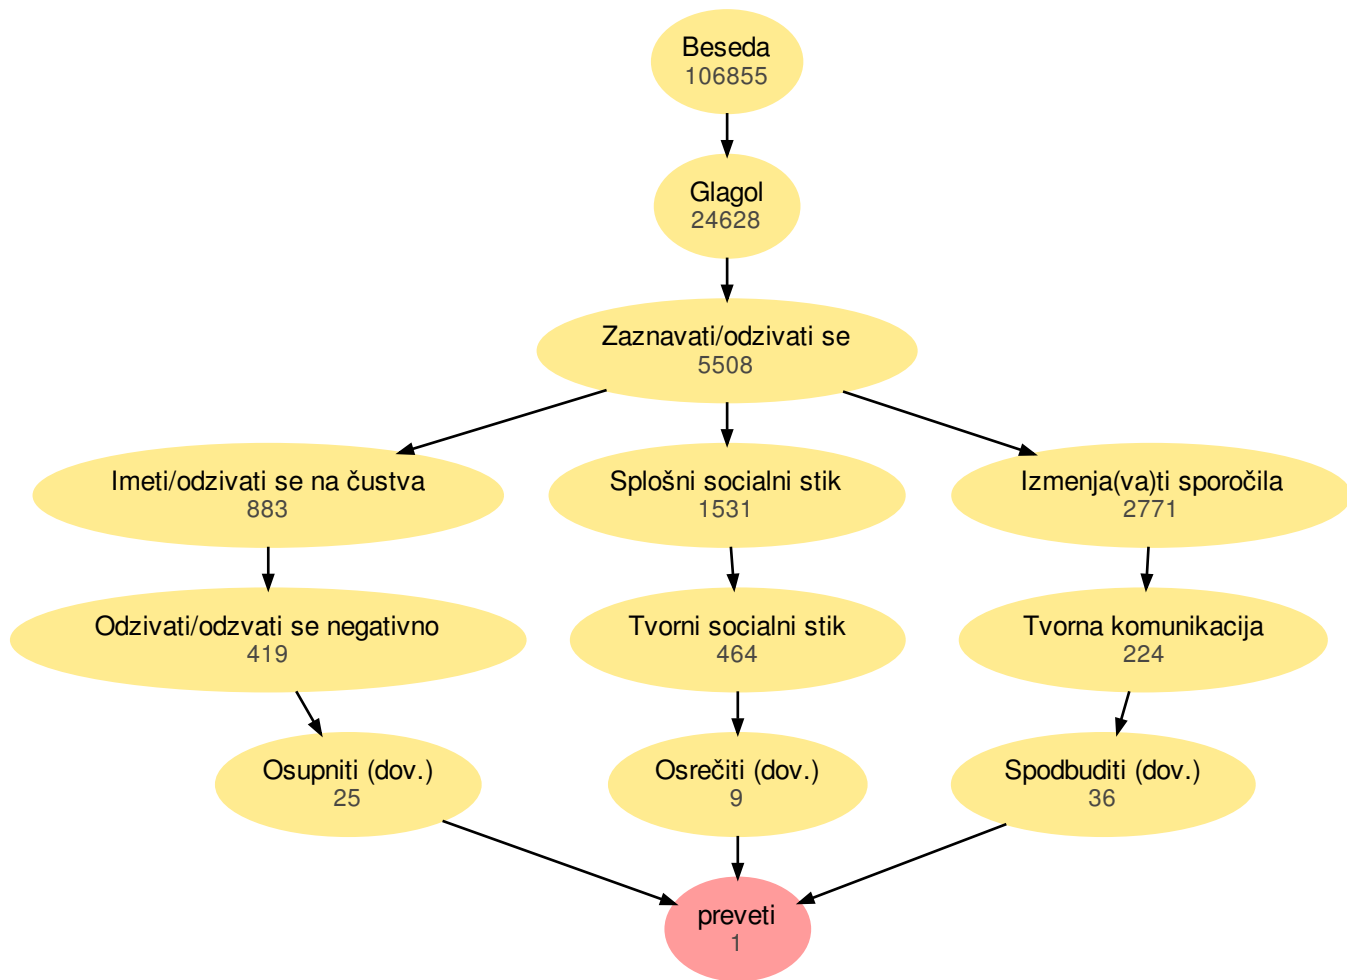 Beseda
106855
Glagol
24628
Zaznavati/odzivati se
5508
Imeti/odzivati se na čustva
883
Splošni socialni stik
1531
Izmenja(va)ti sporočila
2771
Odzivati/odzvati se negativno
419
Tvorni socialni stik
464
Tvorna komunikacija
224
Osupniti (dov.)
25
Osrečiti (dov.)
9
Spodbuditi (dov.)
36
preveti
1